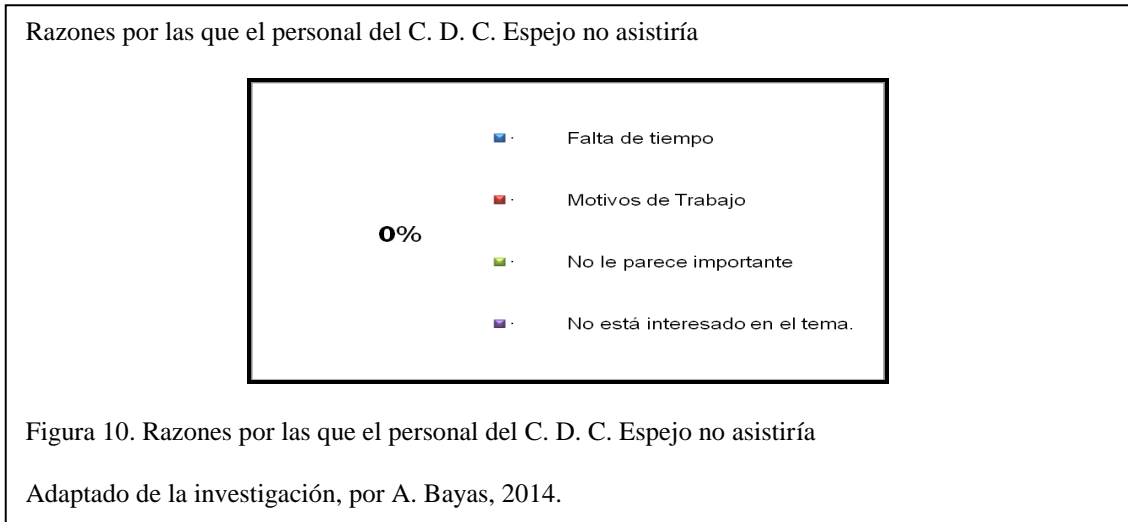 Razones por las que el personal del C. D. C. Espejo no asistiría
· Falta de tiempo
· Motivos de Trabajo
0%
· No le parece importante
· No está interesado en el tema.
Figura 10. Razones por las que el personal del C. D. C. Espejo no asistiría
Adaptado de la investigación, por A. Bayas, 2014.